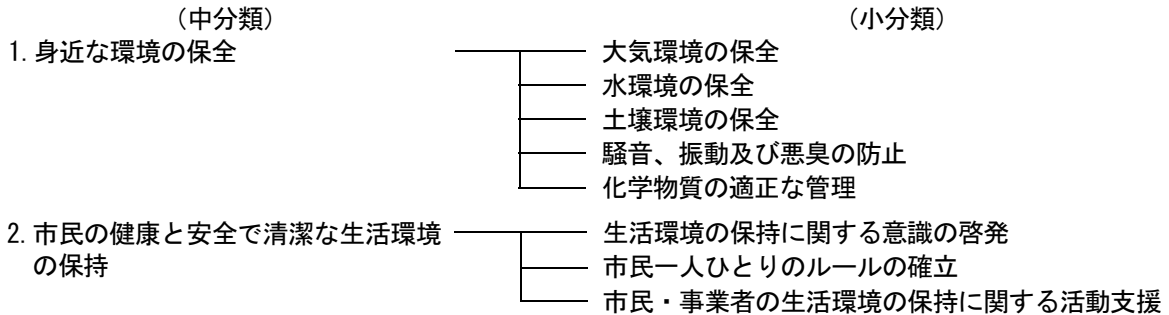 （中分類） （小分類）
1. 身近な環境の保全 大気環境の保全
水環境の保全
土壌環境の保全
騒音、振動及び悪臭の防止
化学物質の適正な管理
2. 市民の健康と安全で清潔な生活環境 生活環境の保持に関する意識の啓発
の保持 市民一人ひとりのルールの確立
市民・事業者の生活環境の保持に関する活動支援